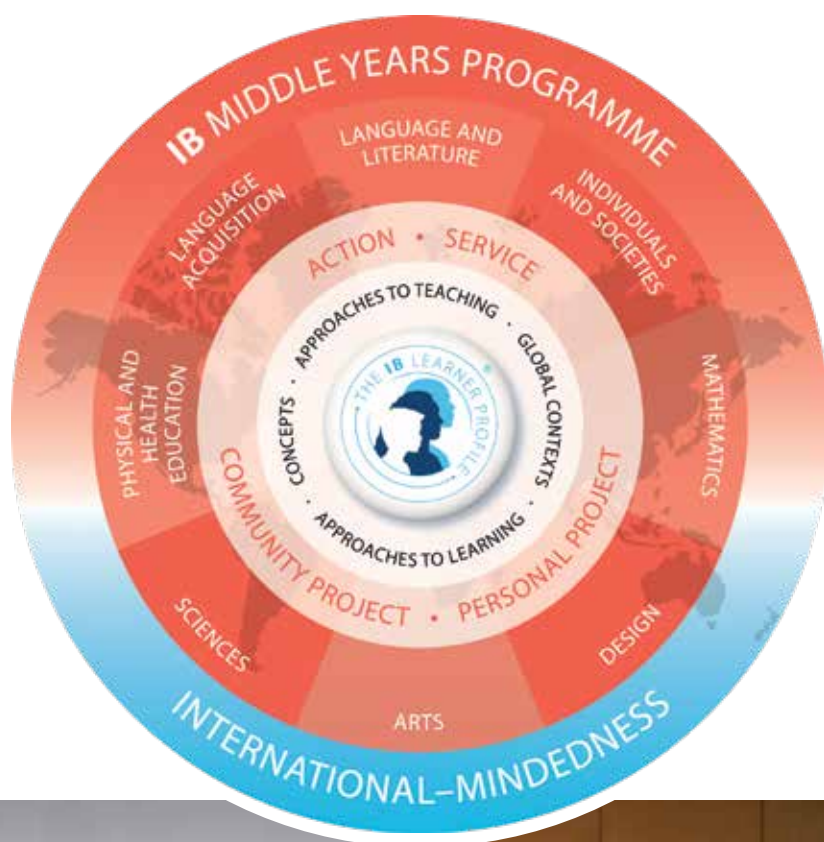 IB MIDDLE YEARS PROGRAMME
LANGUAGE AND
LITERATURE
INDIVIDUALS
AND SOCIETIES
MATHEMATICS
DESIGN
ARTS
SCIENCES
PHYSICAL AND
HEALTH
EDUCATION
LANGUAGE
ACQUISITION
ACTION • SERVICE
COMMUNITY PROJECT • PERSONAL PROJECT
APPROACHES TO TEACHING · GLOBAL CONTEXTS ·
APPROACHES TO LEARNING · CONCEPTS ·
• THE IB LEARNER PROFILE •
®
INTERNATIONAL–MINDEDNESS